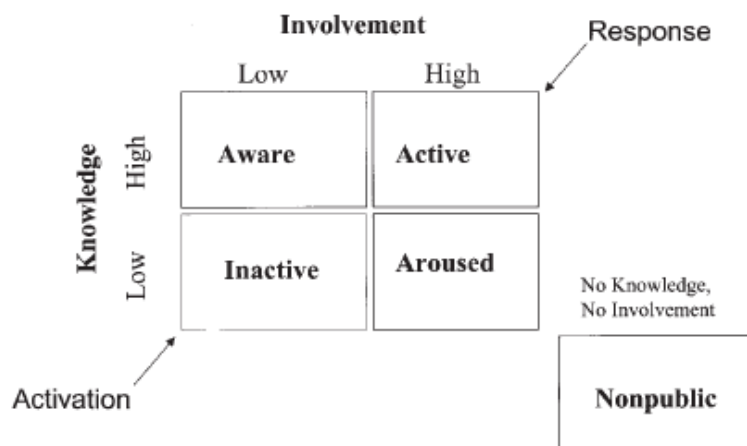 Involvement
Response
Low
High
Knowledge
High
Aware
Active
Low
Inactive
Aroused
No Knowledge,
No Involvement
Activation
Nonpublic